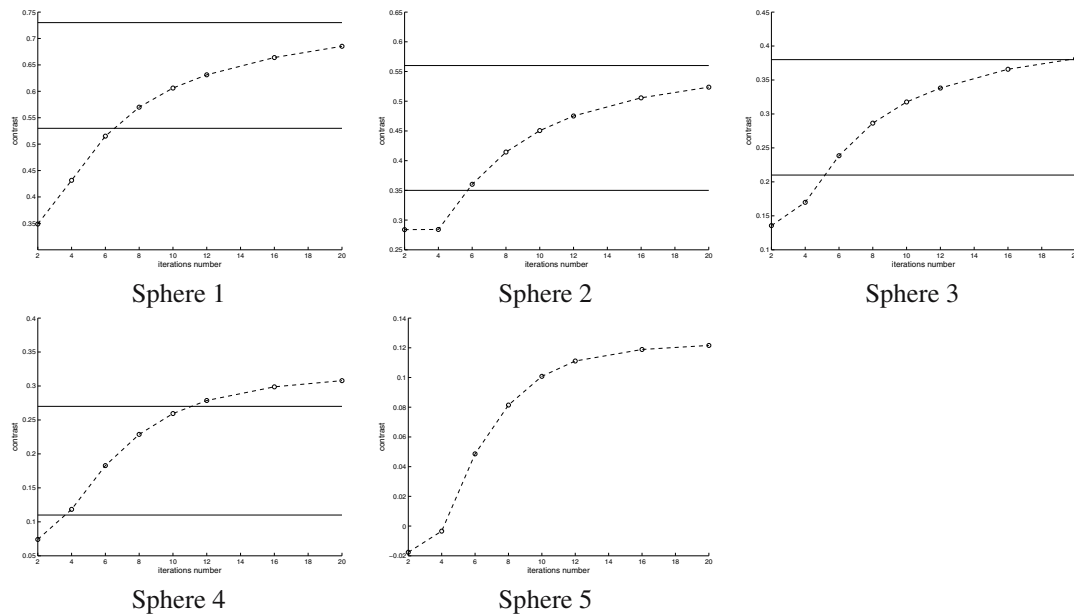 0.75
0.7
0.65
0.6
0.55
0.5
0.45
0.4
0.35
0.3
contrast
2 4 6 8 10 12 14 16 18 20
iterations number
Sphere 1
0.65
0.6
0.55
0.5
0.45
0.4
0.35
0.3
0.25
contrast
2 4 6 8 10 12 14 16 18 20
iterations number
Sphere 2
0.45
0.4
0.35
0.3
0.25
0.2
0.15
0.1
contrast
2 4 6 8 10 12 14 16 18 20
iterations number
Sphere 3
0.4
0.35
0.3
0.25
0.2
0.15
0.1
0.05
contrast
2 4 6 8 10 12 14 16 18 20
iterations number
Sphere 4
0.14
0.12
0.1
0.08
0.06
0.04
0.02
0
−0.02
contrast
2 4 6 8 10 12 14 16 18 20
iterations number
Sphere 5